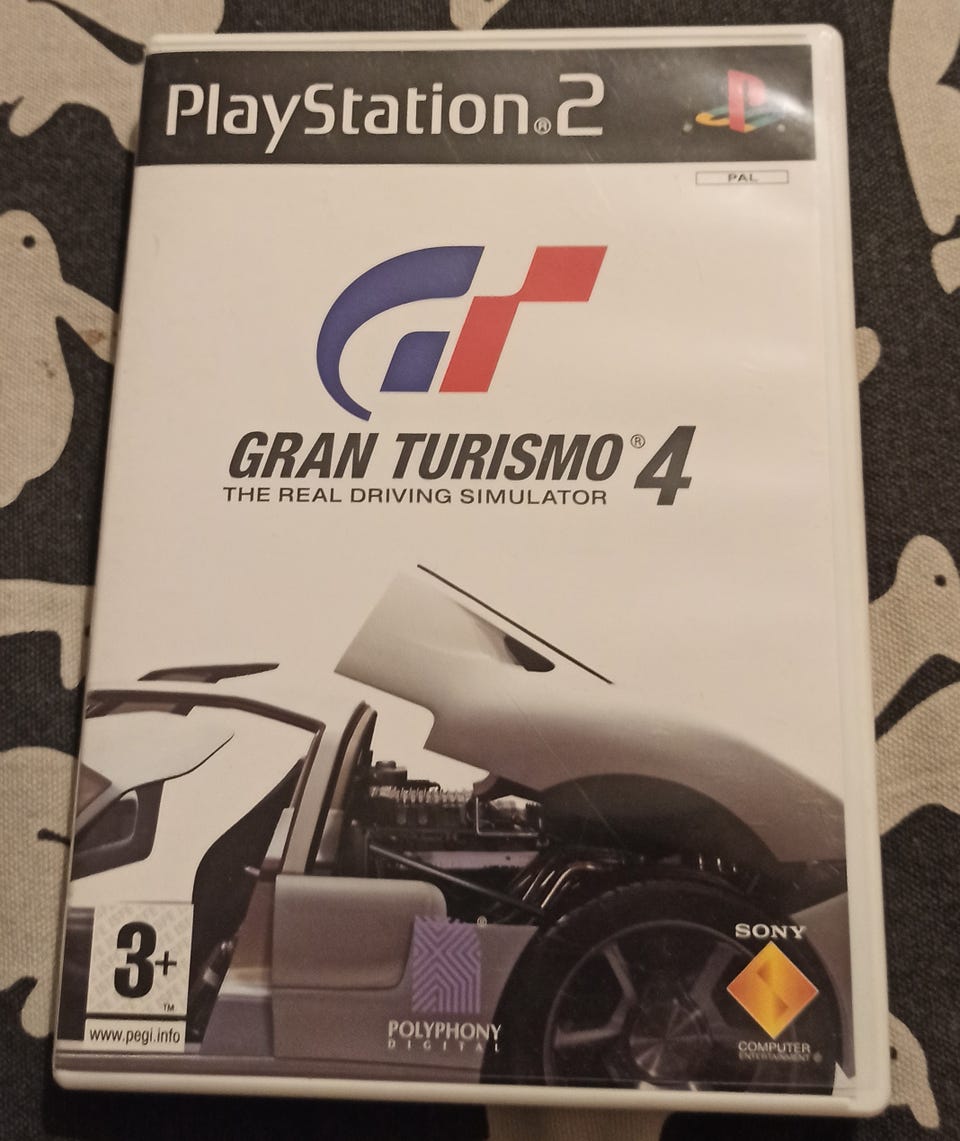 PlayStation®2
PAL
GRAN TURISMO®4
THE REAL DRIVING SIMULATOR
3+
TM
www.pegi.info
®
POLYPHONY
DIGITAL
SONY
COMPUTER
ENTERTAINMENT®